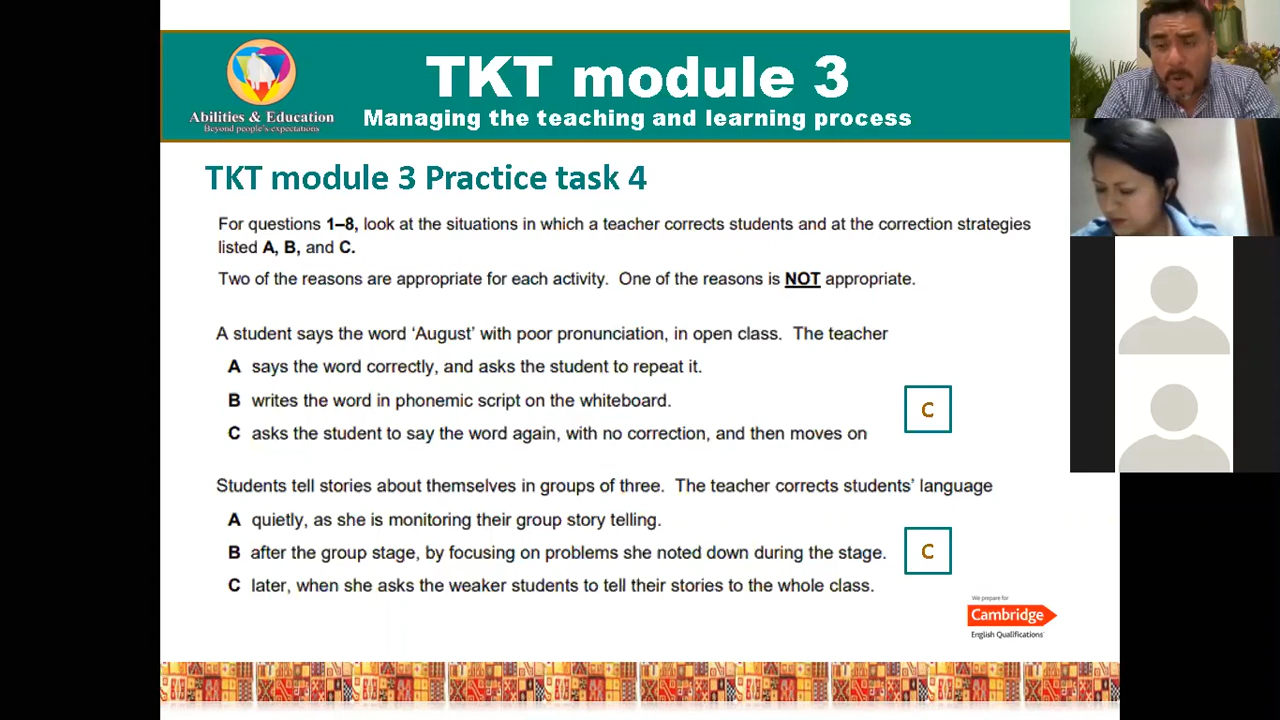 TKT module 3
Abilities & Education
Beyond people's expectations
Managing the teaching and learning process
TKT module 3 Practice task 4
For questions 1–8, look at the situations in which a teacher corrects students and at the correction strategies
listed A, B, and C.
Two of the reasons are appropriate for each activity. One of the reasons is NOT appropriate.
A student says the word ‘August’ with poor pronunciation, in open class. The teacher
A says the word correctly, and asks the student to repeat it.
B writes the word in phonemic script on the whiteboard.
C
C asks the student to say the word again, with no correction, and then moves on
Students tell stories about themselves in groups of three. The teacher corrects students’ language
A quietly, as she is monitoring their group story telling.
B after the group stage, by focusing on problems she noted down during the stage.
C
C later, when she asks the weaker students to tell their stories to the whole class.
We prepare for
Cambridge
English Qualifications